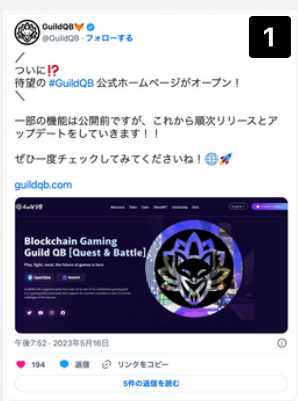 GuildQB🦊
@GuildQB · フォローする
1
／
ついに⁉️
待望の #GuildQB 公式ホームページがオープン！
＼
一部の機能は公開前ですが、これから順次リリースとア
ップデートをしていきます！！
ぜひ一度チェックしてみてくださいね！🌐🚀
guildqb.com
Guild QB
Blockchain Gaming
Guild QB [Quest & Battle]
Play, fight, meet, the future of games is here
OpenSea
Discord
午後7:52 · 2023年5月16日
194 返信 リンクをコピー
5件の返信を読む